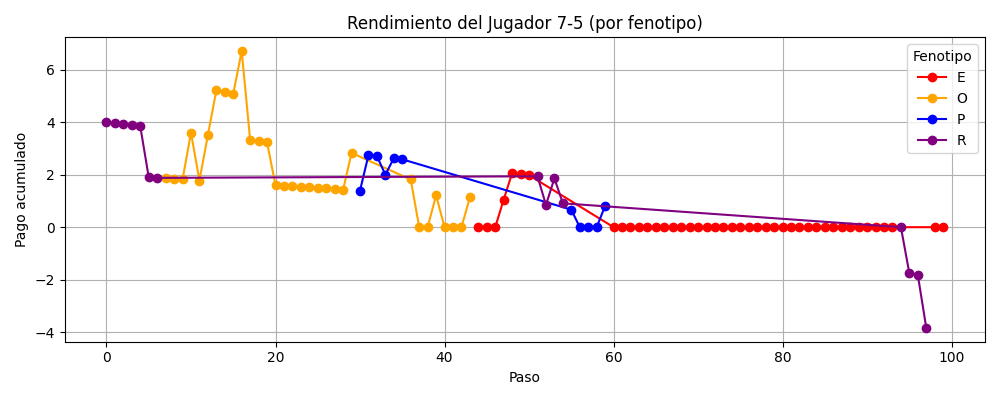 Rendimiento del Jugador 7-5 (por fenotipo)
Pago acumulado
6
4
2
0
−2
−4
Fenotipo
E
O
P
R
0 20 40 60 80 100
Paso